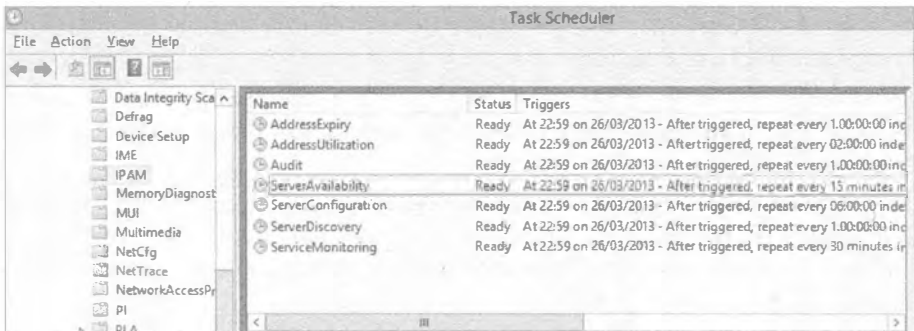 Task Scheduler
File Action View Help
Data Integrity Sca
Defrag
Device Setup
IME
IPAM
MemoryDiagnost
MUI
Multimedia
NetCfg
NetTrace
NetworkAccessPr
PI
PLA
Name Status Triggers
AddressExpiry Ready At 22:59 on 26/03/2013 - After triggered, repeat every 1.00:00:00 ind
AddressUtilization Ready At 22:59 on 26/03/2013 - After triggered, repeat every 02:00:00 inde
Audit Ready At 22:59 on 26/03/2013 - After triggered, repeat every 1.00:00:00 ind
ServerAvailability Ready At 22:59 on 26/03/2013 - After triggered, repeat every 15 minutes in
ServerConfiguration Ready At 22:59 on 26/03/2013 - After triggered, repeat every 06:00:00 inde
ServerDiscovery Ready At 22:59 on 26/03/2013 - After triggered, repeat every 1.00:00:00 ind
ServiceMonitoring Ready At 22:59 on 26/03/2013 - After triggered, repeat every 30 minutes in